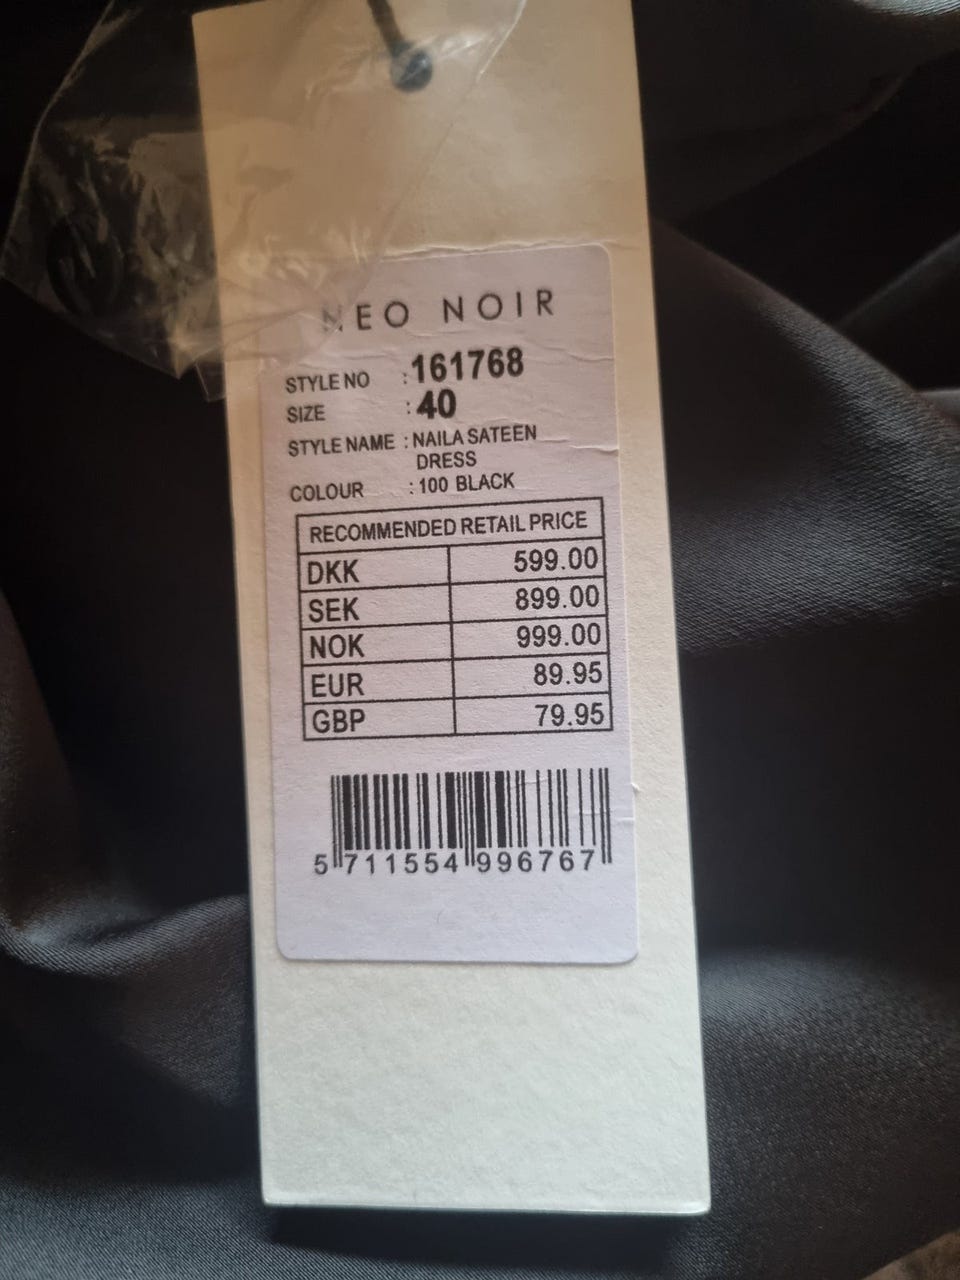 NEO NOIR
STYLE NO : 161768
SIZE : 40
STYLE NAME : NAILA SATEEN
DRESS
COLOUR : 100 BLACK
RECOMMENDED RETAIL PRICE
DKK 599.00
SEK 899.00
NOK 999.00
EUR 89.95
GBP 79.95
5 711554 996767